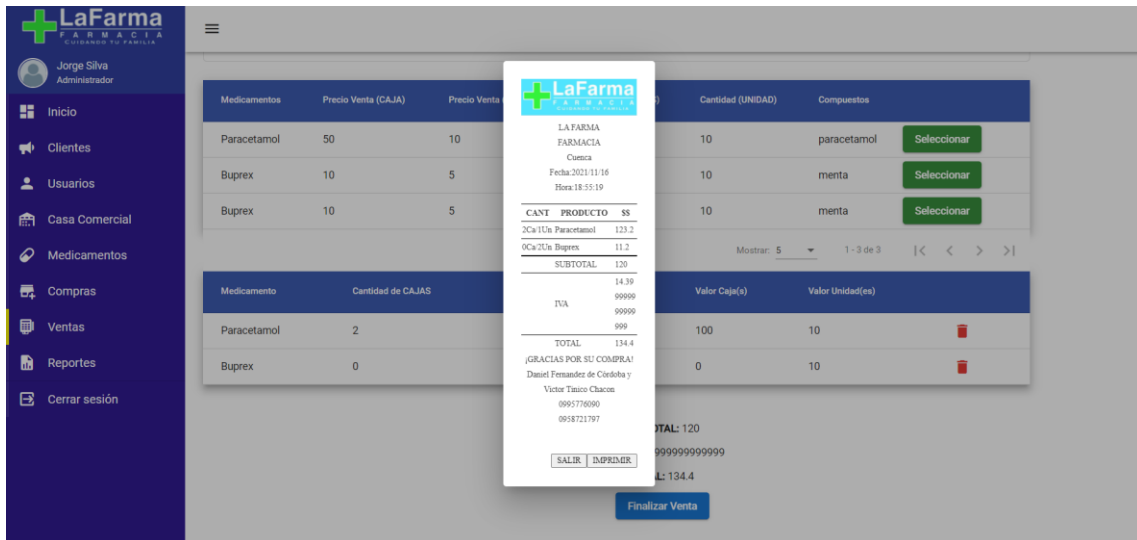 LaFarma
FARMACIA
CUIDANDO TU FAMILIA
Jorge Silva
Administrador
Inicio
Clientes
Usuarios
Casa Comercial
Medicamentos
Compras
Ventas
Reportes
Cerrar sesión
Medicamentos Precio Venta (CAJA) Precio Venta Cantidad (UNIDAD) Compuestos
Paracetamol 50 10 10 paracetamol Seleccionar
Buprex 10 5 10 menta Seleccionar
Buprex 10 5 10 menta Seleccionar
Mostrar: 5 1 - 3 de 3
Medicamento Cantidad de CAJAS Valor Caja(s) Valor Unidad(es)
Paracetamol 2 100 10
Buprex 0 0 10
OTAL: 120
999999999999
L: 134.4
Finalizar Venta
LaFarma
FARMACIA
LA FARMA
FARMACIA
Cuenca
Fecha:2021/11/16
Hora:18:55:19
CANT PRODUCTO $$
2Ca/1Un Paracetamol 123.2
0Ca/2Un Buprex 11.2
SUBTOTAL 120
IVA 14.39
99999
99999
999
TOTAL 134.4
¡GRACIAS POR SU COMPRA!
Daniel Fernandez de Córdoba y
Victor Tinico Chacon
0995776090
0958721797
SALIR IMPRIMIR